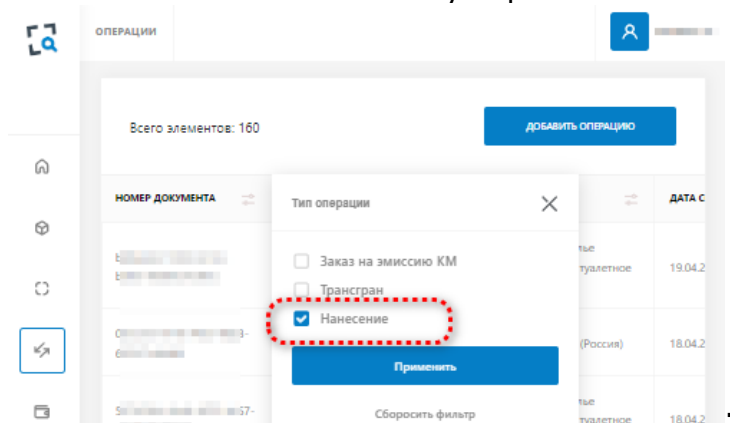 ОПЕРАЦИИ
Всего элементов: 160
ДОБАВИТЬ ОПЕРАЦИЮ
НОМЕР ДОКУМЕНТА
Тип операции
ДАТА С
Заказ на эмиссию КМ
туалетное
19.04.2
Трансгран
Нанесение
(Россия)
18.04.2
Применить
Сбросить фильтр
туалетное
18.04.2